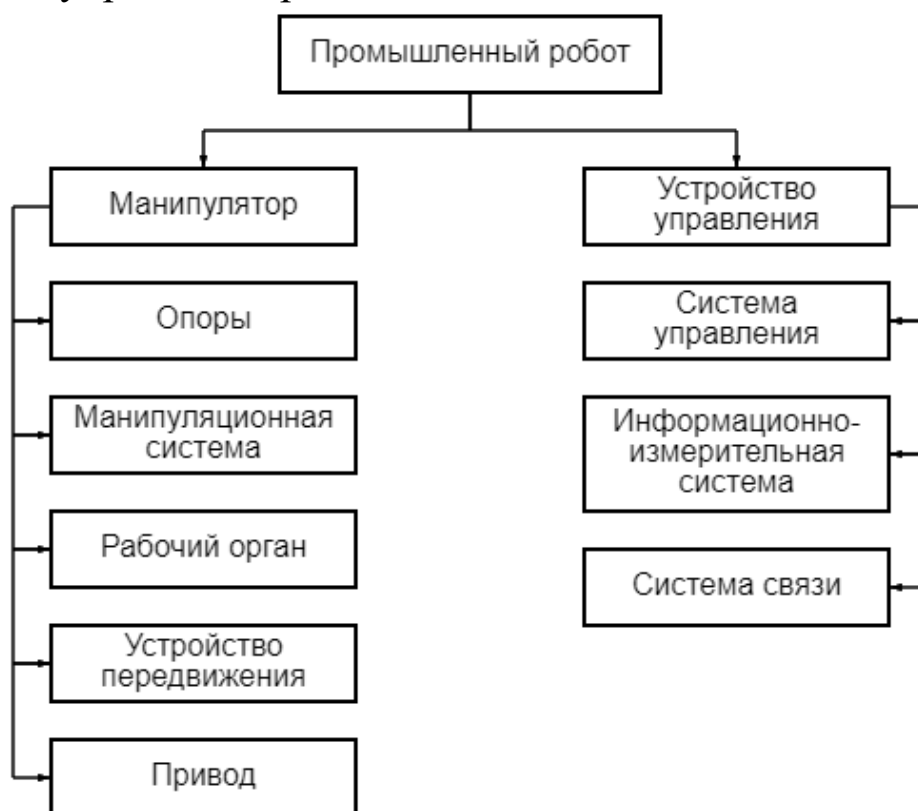 Промышленный робот
Манипулятор
Устройство
управления
Опоры
Система
управления
Манипуляционная
система
Информационно-
измерительная
система
Рабочий орган
Система связи
Устройство
передвижения
Привод